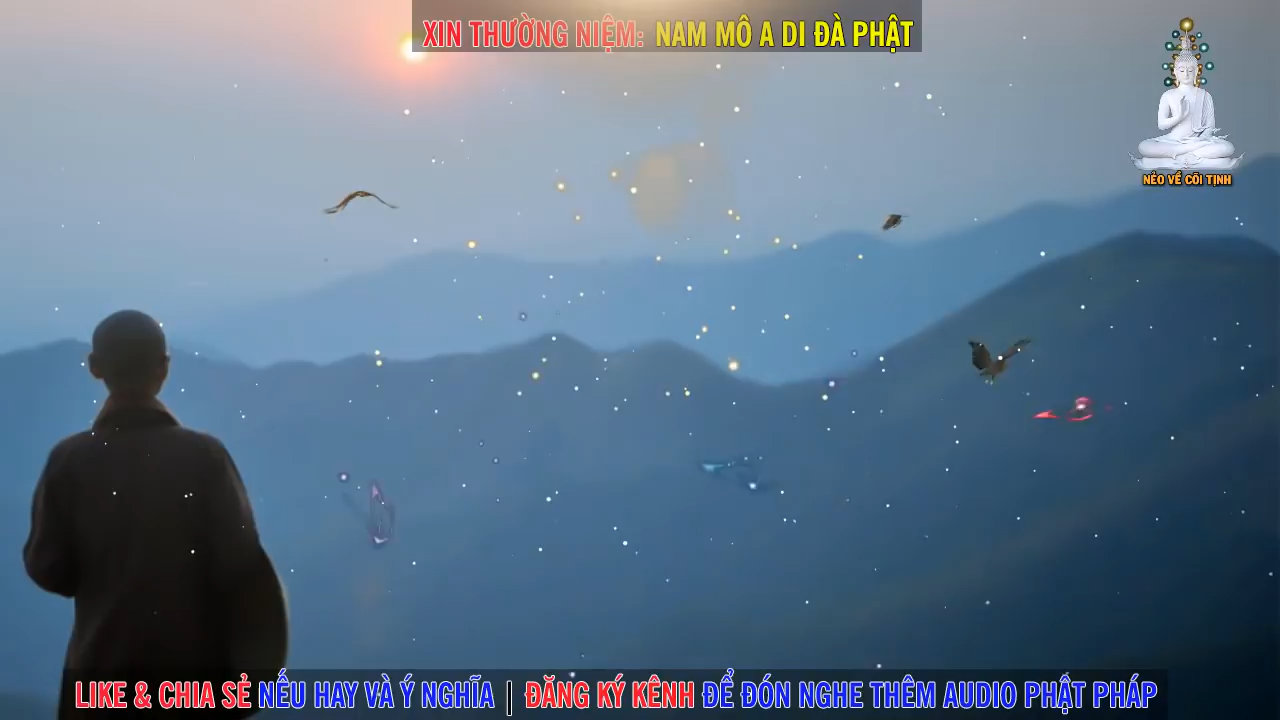 XIN THƯỜNG NIỆM: NAM MÔ A DI ĐÀ PHẬT
NẺO VỀ CÕI TỊNH
LIKE & CHIA SẺ NẾU HAY VÀ Ý NGHĨA | ĐĂNG KÝ KÊNH ĐỂ ĐÓN NGHE THÊM AUDIO PHẬT PHÁP